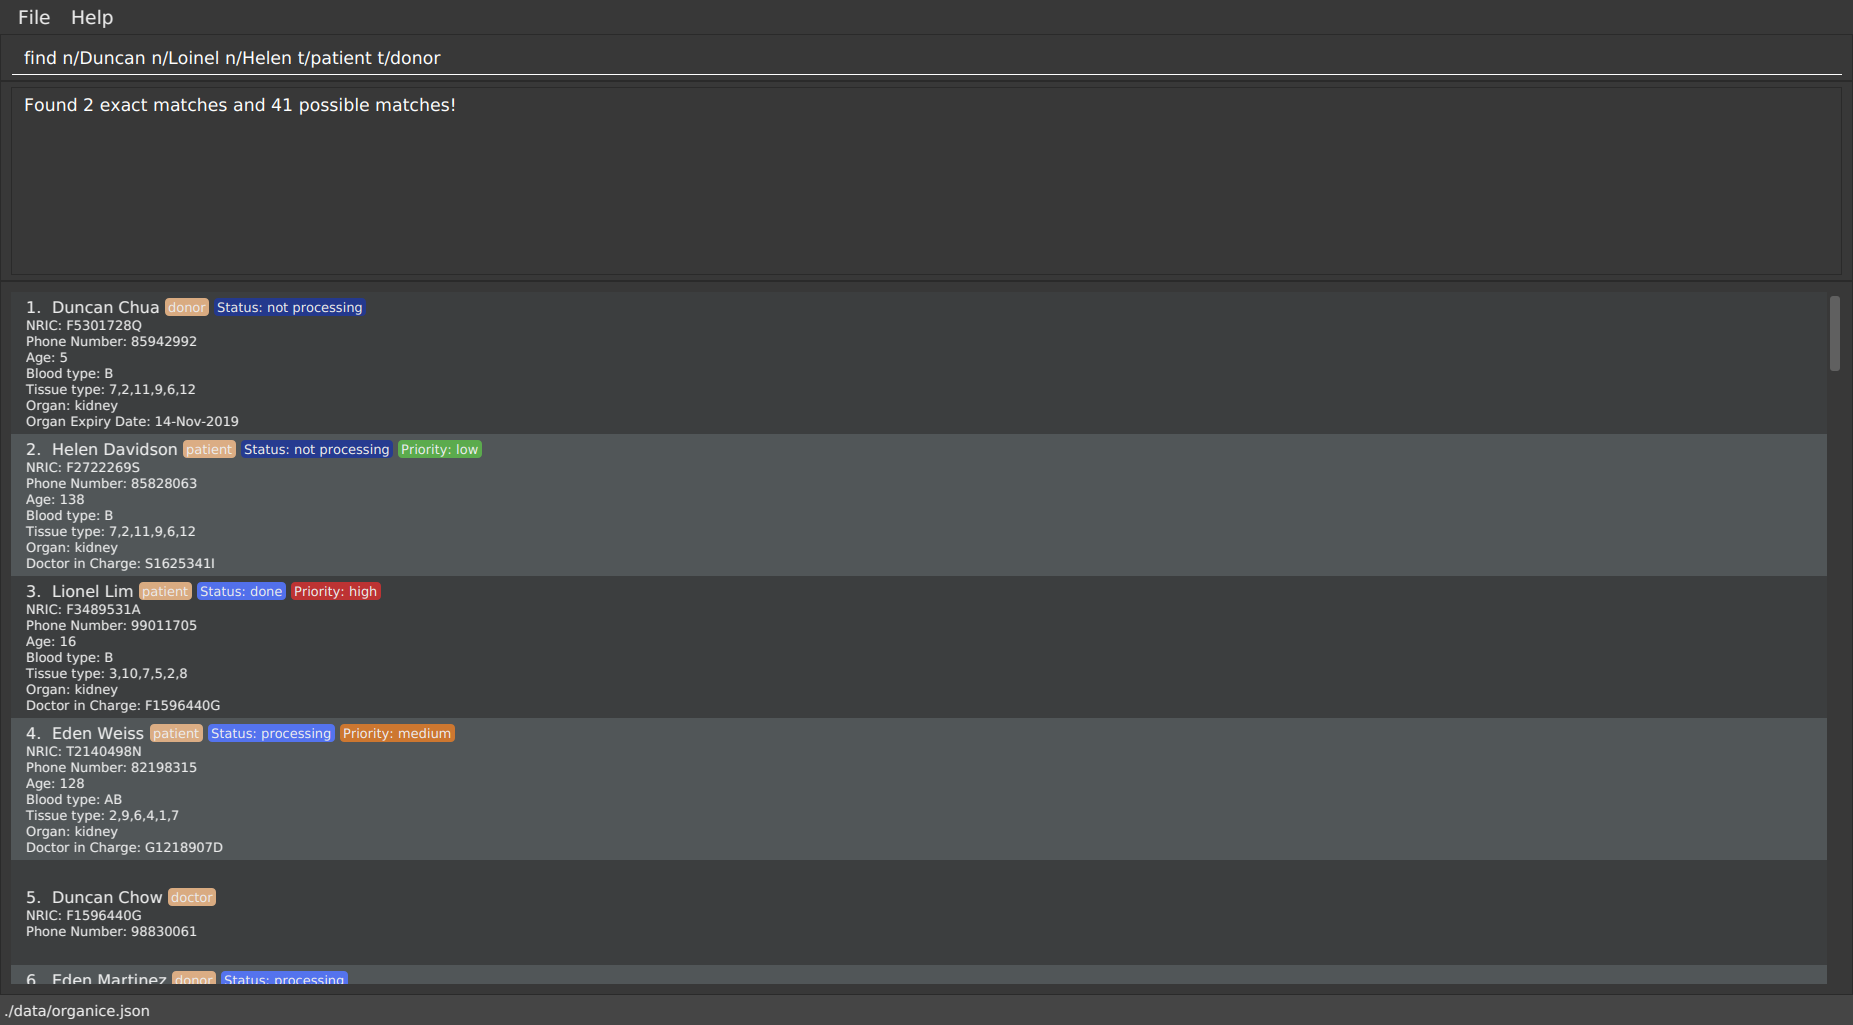 File Help
find n/Duncan n/Loinel n/Helen t/patient t/donor
Found 2 exact matches and 41 possible matches!
1. Duncan Chua donor Status: not processing
NRIC: F5301728Q
Phone Number: 85942992
Age: 5
Blood type: B
Tissue type: 7,2,11,9,6,12
Organ: kidney
Organ Expiry Date: 14-Nov-2019
2. Helen Davidson patient Status: not processing Priority: low
NRIC: F2722269S
Phone Number: 85828063
Age: 138
Blood type: B
Tissue type: 7,2,11,9,6,12
Organ: kidney
Doctor in Charge: S1625341I
3. Lionel Lim patient Status: done Priority: high
NRIC: F3489531A
Phone Number: 99011705
Age: 16
Blood type: B
Tissue type: 3,10,7,5,2,8
Organ: kidney
Doctor in Charge: F1596440G
4. Eden Weiss patient Status: processing Priority: medium
NRIC: T2140498N
Phone Number: 82198315
Age: 128
Blood type: AB
Tissue type: 2,9,6,4,1,7
Organ: kidney
Doctor in Charge: G1218907D
5. Duncan Chow doctor
NRIC: F1596440G
Phone Number: 98830061
6. Eden Martinez donor Status: processing
./data/organice.json